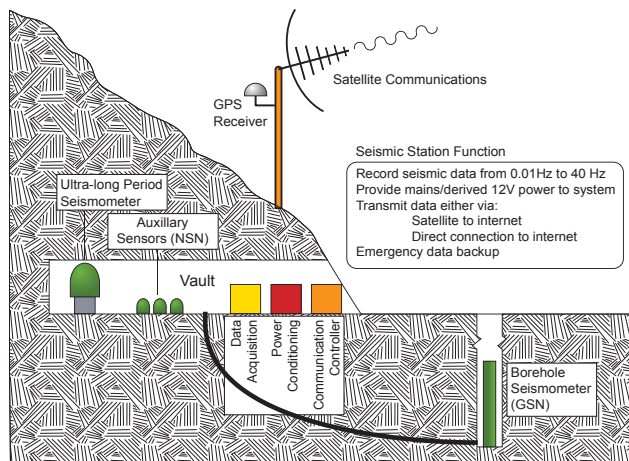 Satellite Communications
GPS
Receiver
Seismic Station Function
Record seismic data from 0.01Hz to 40 Hz
Provide mains/derived 12V power to system
Transmit data either via:
Satellite to internet
Direct connection to internet
Emergency data backup
Ultra-long Period
Seismometer
Auxillary
Sensors (NSN)
Vault
Data
Acquisition
Power
Conditioning
Communication
Controller
Borehole
Seismometer
(GSN)